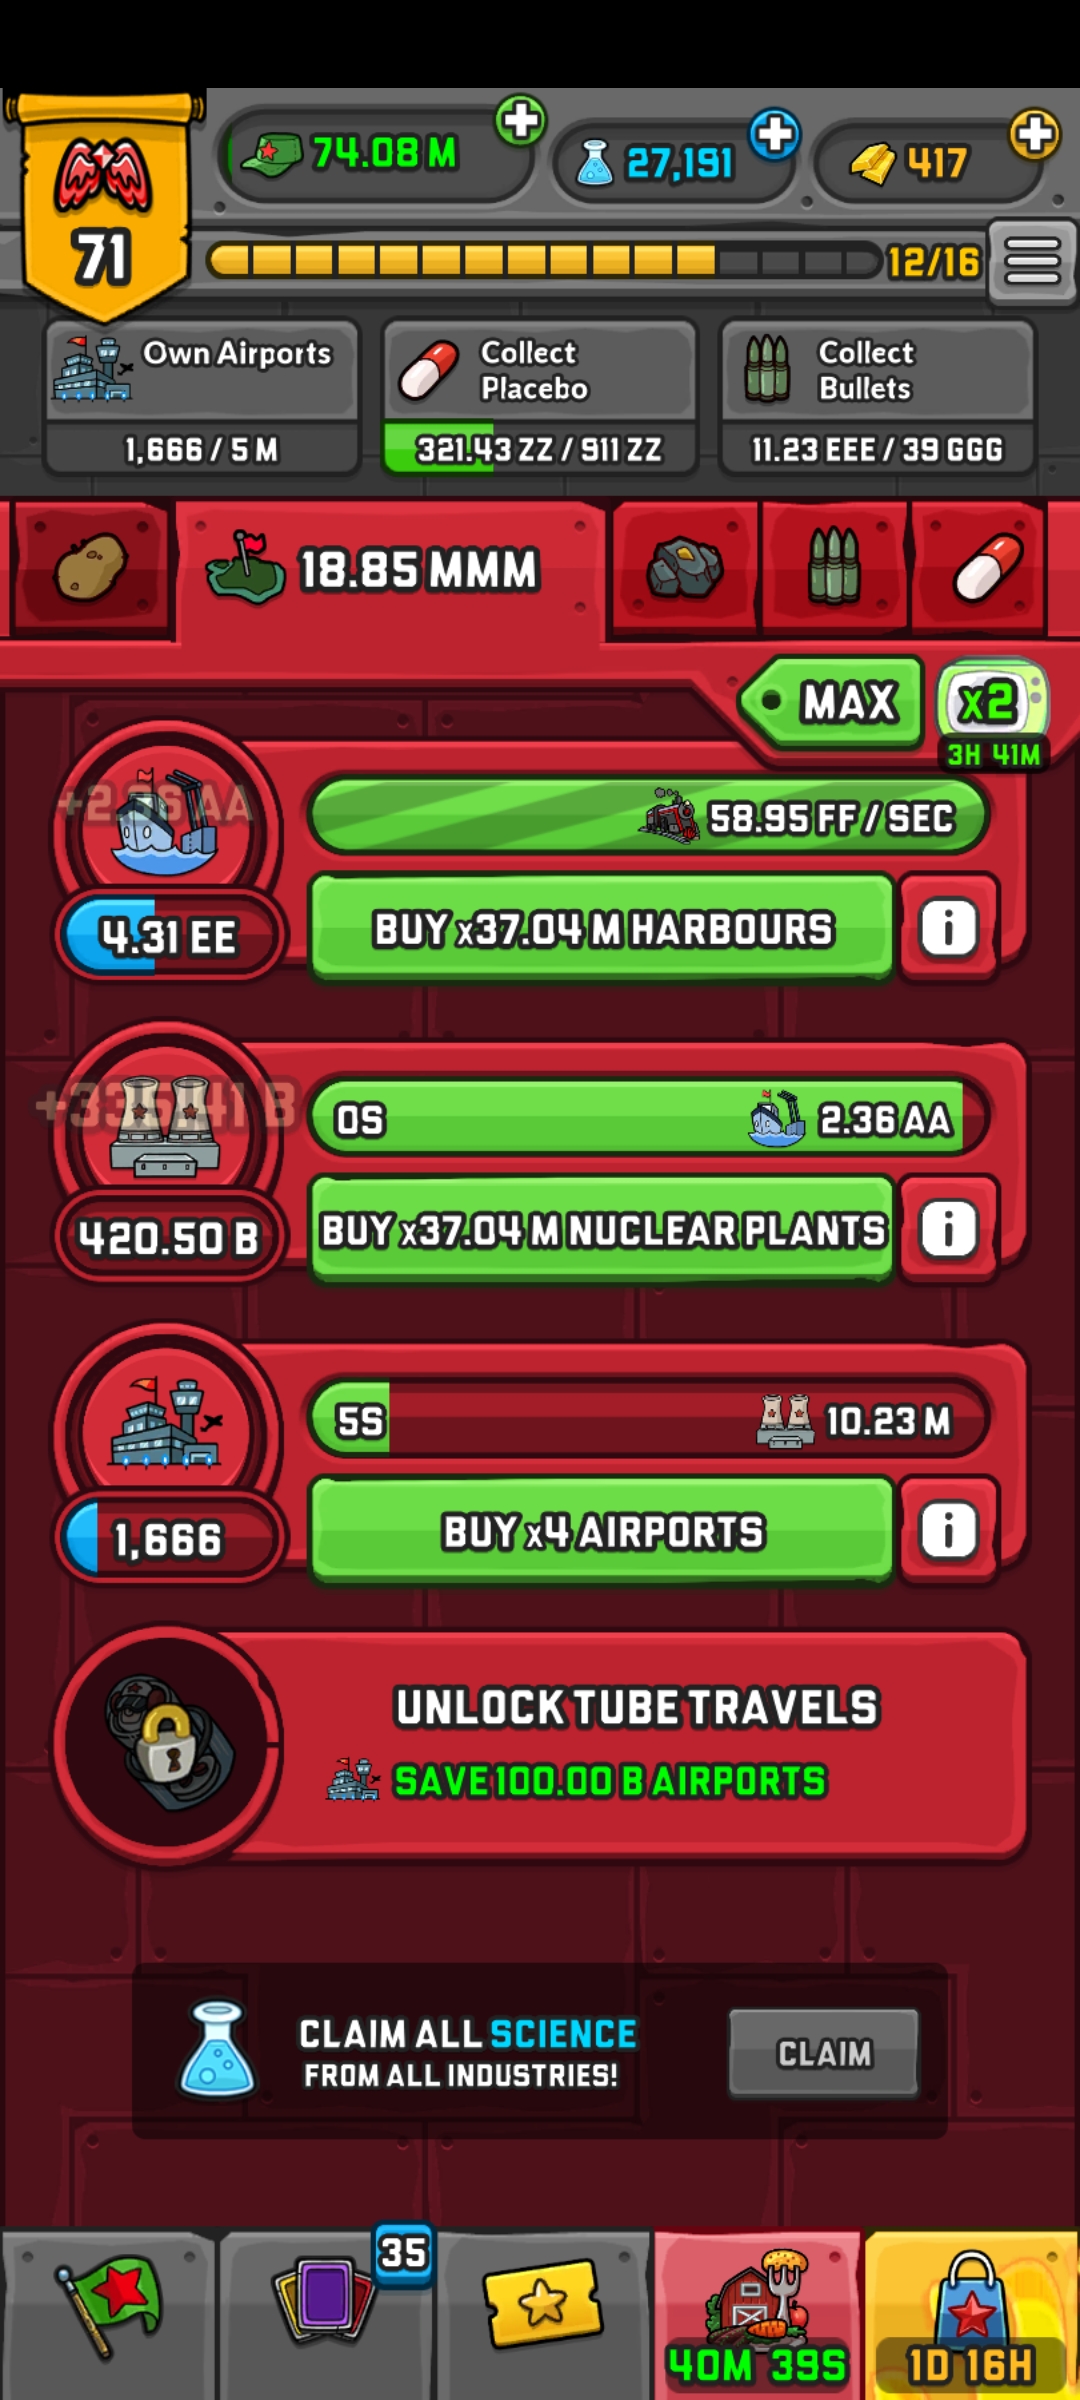 74.08 M
27,191
417
71
12/16
Own Airports
1,666 / 5 M
Collect
Placebo
321.43 ZZ / 911 ZZ
Collect
Bullets
11.23 EEE / 39 GGG
18.85 MMM
MAX
x2
3H 41M
+2.36 AA
58.95 FF / SEC
4.31 EE
BUY x37.04 M HARBOURS
i
0S
2.36 AA
420.50 B
BUY x37.04 M NUCLEAR PLANTS
i
5S
10.23 M
1,666
BUY x4 AIRPORTS
i
UNLOCK TUBE TRAVELS
SAVE 100.00 B AIRPORTS
CLAIM ALL SCIENCE
FROM ALL INDUSTRIES!
CLAIM
35
40M 39S
1D 16H